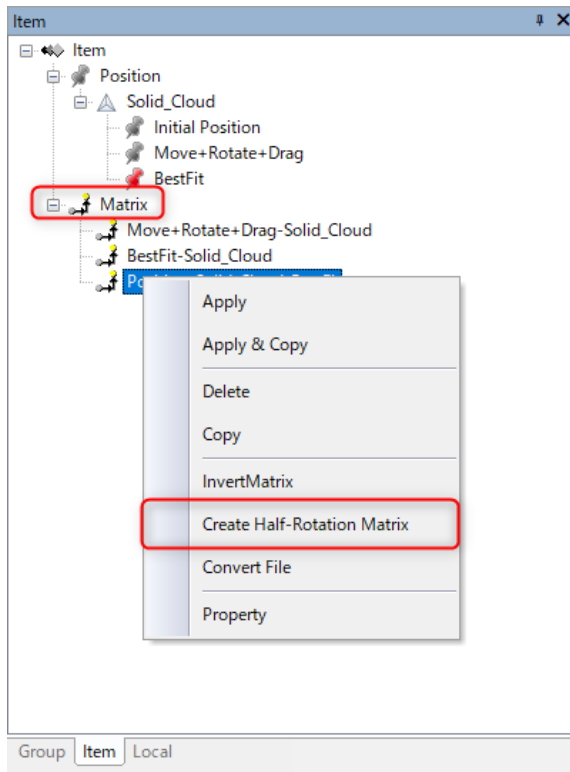 Item
Item
Position
Solid_Cloud
Initial Position
Move+Rotate+Drag
BestFit
Matrix
Move+Rotate+Drag-Solid_Cloud
BestFit-Solid_Cloud
Apply
Apply & Copy
Delete
Copy
InvertMatrix
Create Half-Rotation Matrix
Convert File
Property
Group Item Local